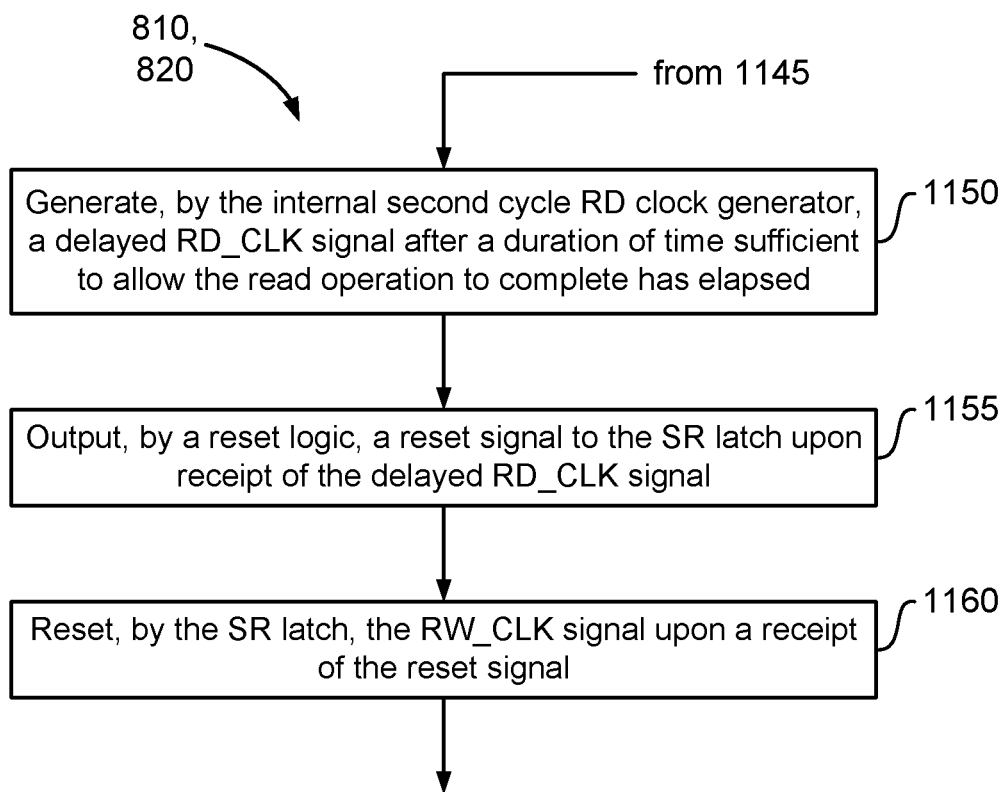 810,
820
from 1145
Generate, by the internal second cycle RD clock generator,
a delayed RD_CLK signal after a duration of time sufficient
to allow the read operation to complete has elapsed
1150
Output, by a reset logic, a reset signal to the SR latch upon
receipt of the delayed RD_CLK signal
1155
Reset, by the SR latch, the RW_CLK signal upon a receipt
of the reset signal
1160